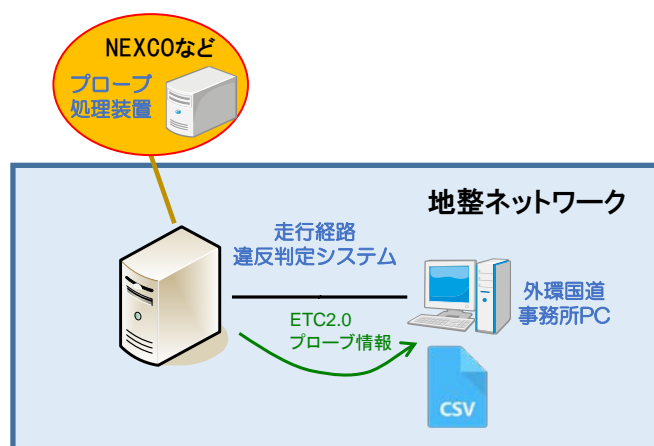 NEXCOなど
プローブ
処理装置
地整ネットワーク
走行経路
違反判定システム
外環国道
事務所PC
ETC2.0
プローブ情報
CSV